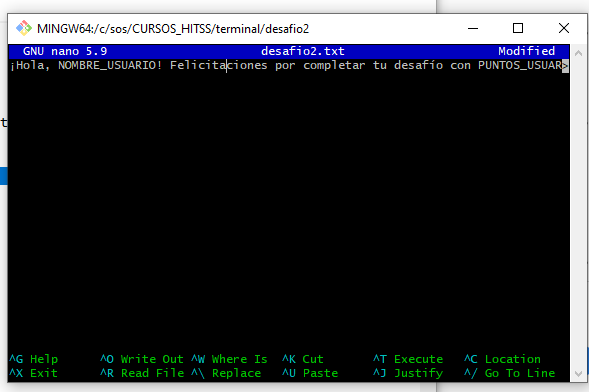 MINGW64:/c/sos/CURSOS_HITSS/terminal/desafio2
GNU nano 5.9 desafio2.txt Modified
¡Hola, NOMBRE_USUARIO! Felicitaciones por completar tu desafío con PUNTOS_USUAR>
^G Help ^O Write Out ^W Where Is ^K Cut ^T Execute ^C Location
^X Exit ^R Read File ^\ Replace ^U Paste ^J Justify ^/ Go To Line